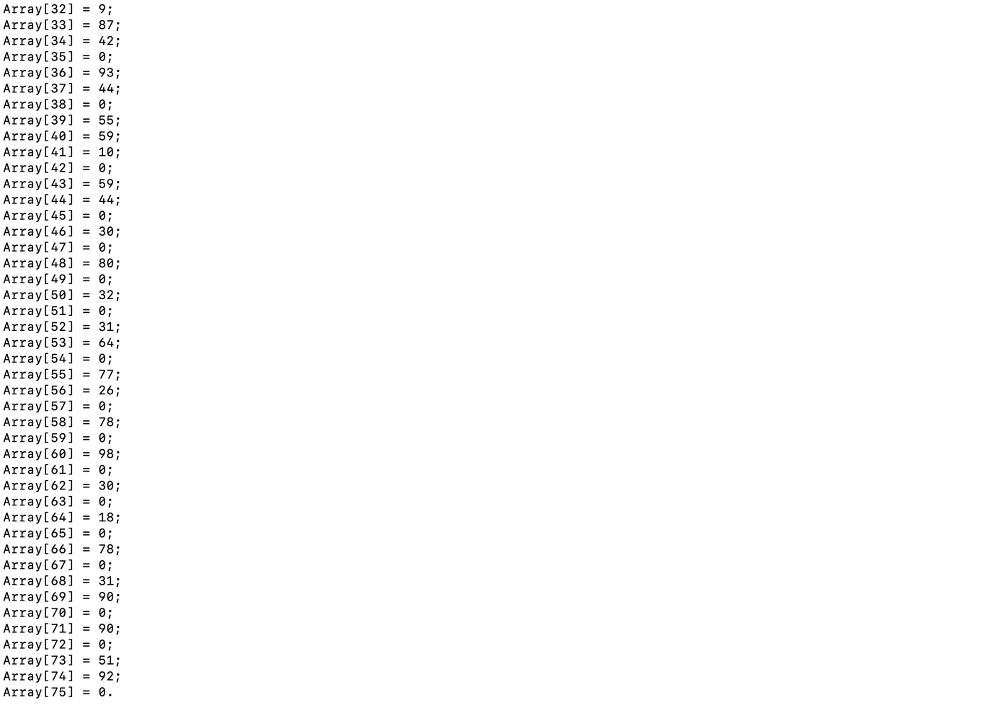 Array[32] = 9;
Array[33] = 87;
Array[34] = 42;
Array[35] = 0;
Array[36] = 93;
Array[37] = 44;
Array[38] = 0;
Array[39] = 55;
Array[40] = 59;
Array[41] = 10;
Array[42] = 0;
Array[43] = 59;
Array[44] = 44;
Array[45] = 0;
Array[46] = 30;
Array[47] = 0;
Array[48] = 80;
Array[49] = 0;
Array[50] = 32;
Array[51] = 0;
Array[52] = 31;
Array[53] = 64;
Array[54] = 0;
Array[55] = 77;
Array[56] = 26;
Array[57] = 0;
Array[58] = 78;
Array[59] = 0;
Array[60] = 98;
Array[61] = 0;
Array[62] = 30;
Array[63] = 0;
Array[64] = 18;
Array[65] = 0;
Array[66] = 78;
Array[67] = 0;
Array[68] = 31;
Array[69] = 90;
Array[70] = 0;
Array[71] = 90;
Array[72] = 0;
Array[73] = 51;
Array[74] = 92;
Array[75] = 0.